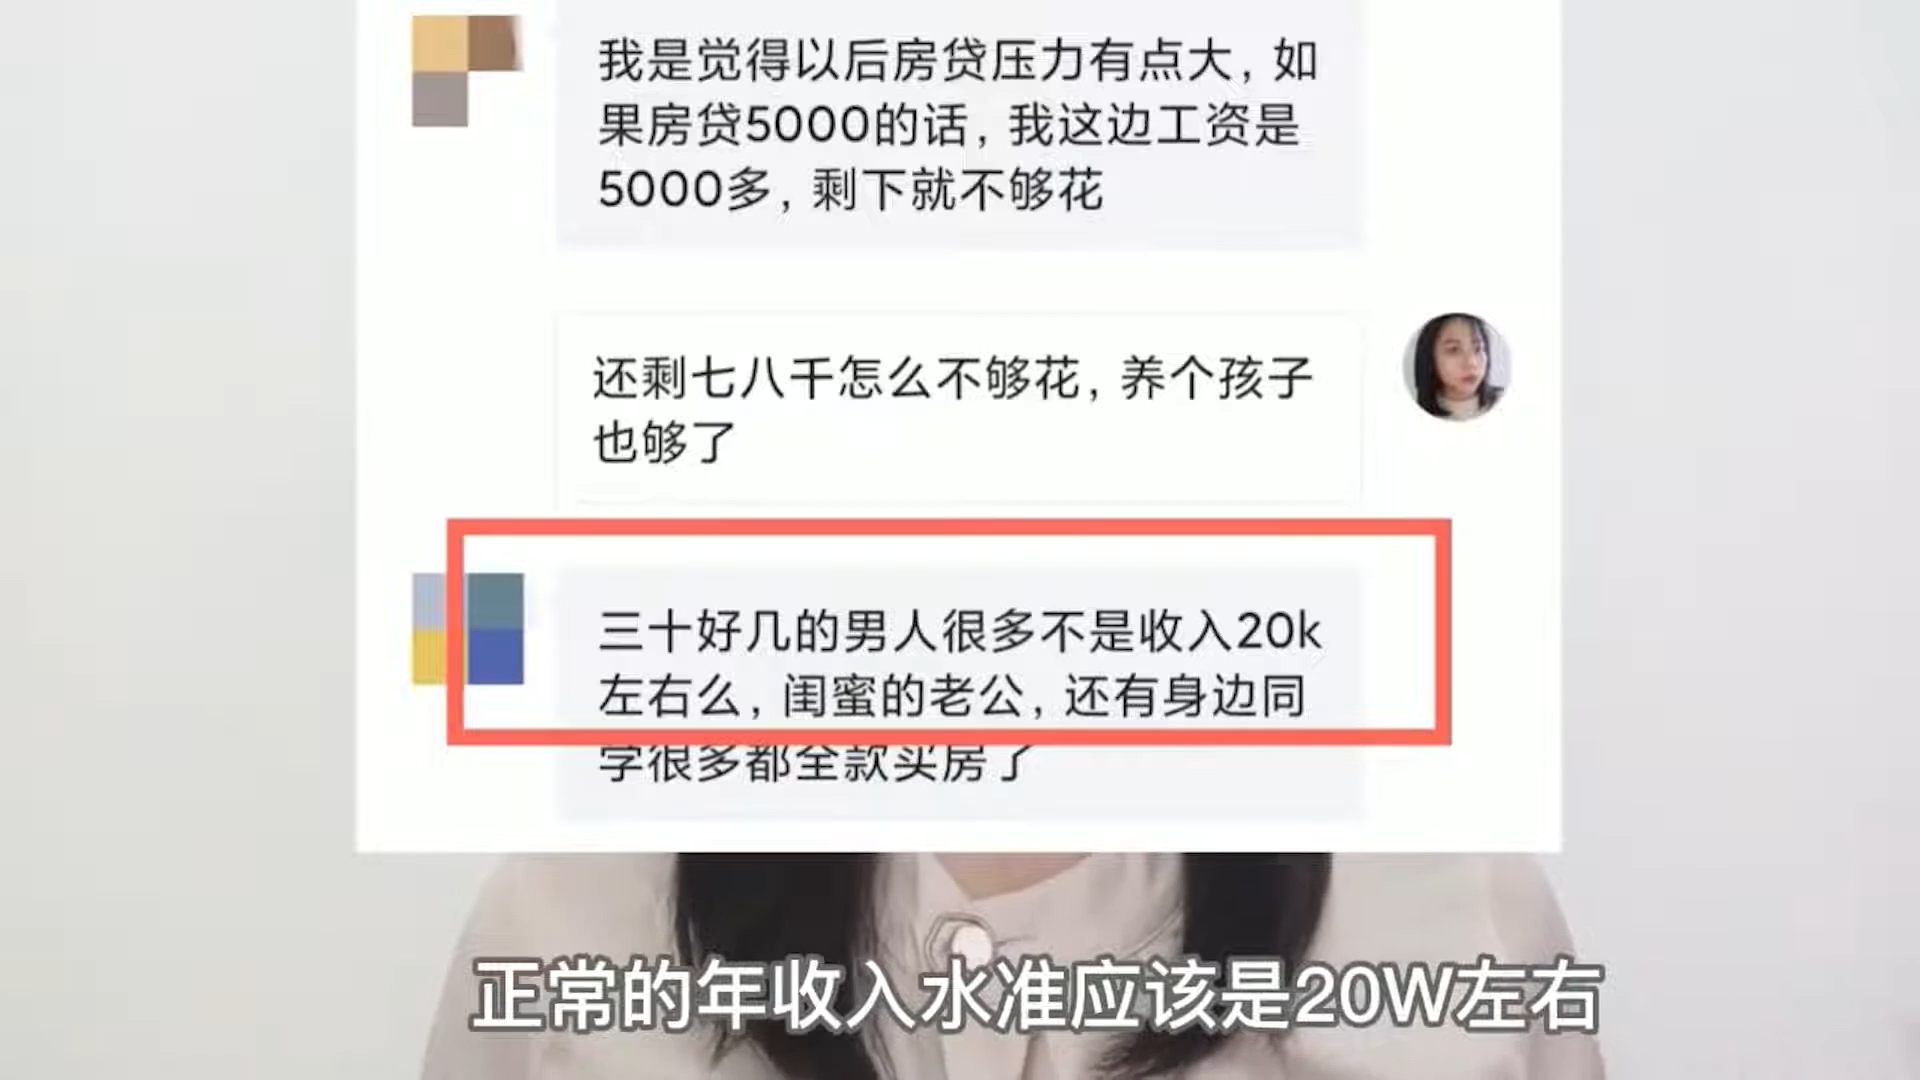 我是觉得以后房贷压力有点大，如
果房贷5000的话，我这边工资是
5000多，剩下就不够花
还剩七八千怎么不够花，养个孩子
也够了
三十好几的男人很多不是收入20k
左右么，闺蜜的老公，还有身边同
学很多都全款买房了
正常的年收入水准应该是20W左右